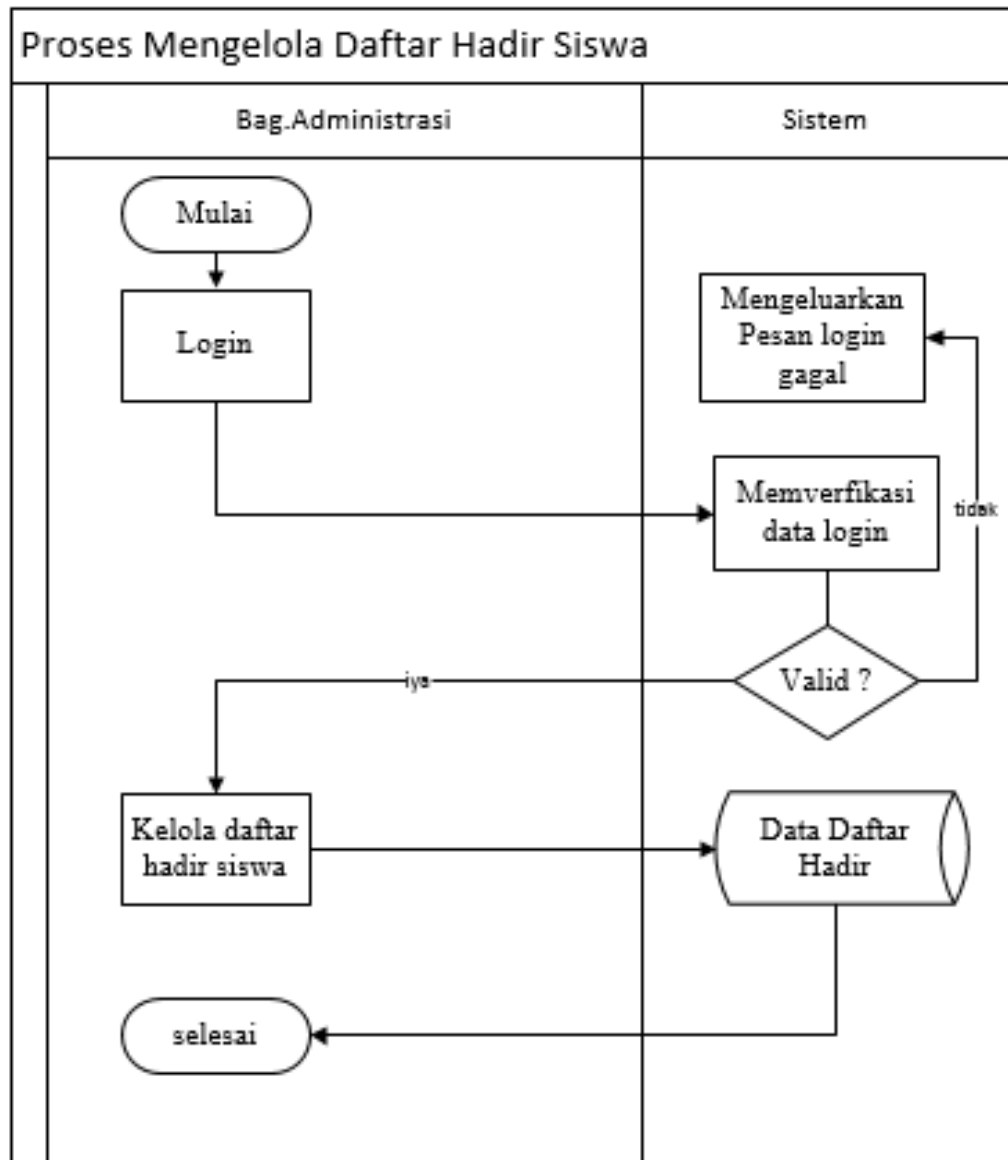 Proses Mengelola Daftar Hadir Siswa
Bag.Administrasi
Sistem
Mulai
Login
Mengeluarkan
Pesan login
gagal
Memverfikasi
data login
tidak
Valid ?
iya
Kelola daftar
hadir siswa
Data Daftar
Hadir
selesai